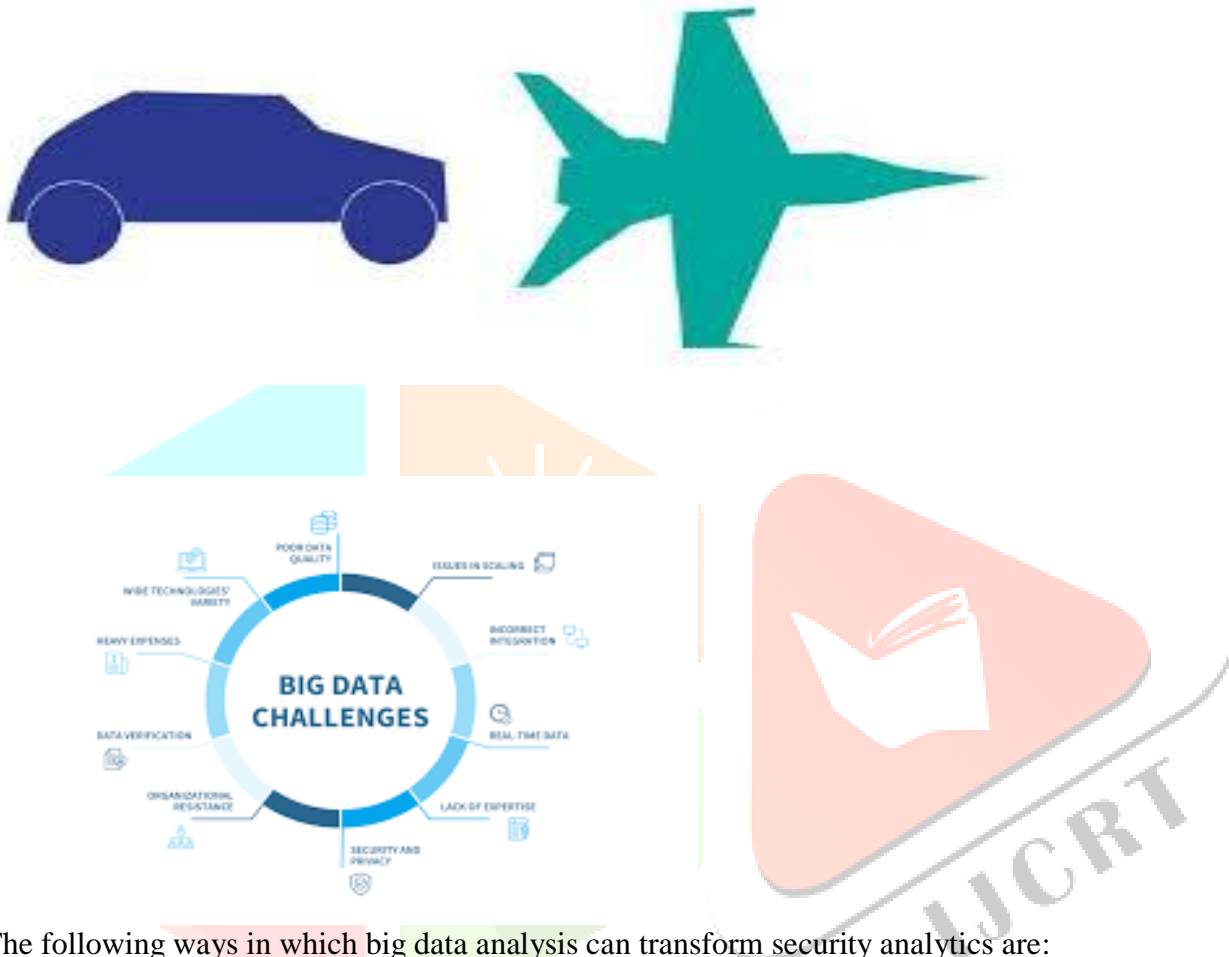 POOR DATA
QUALITY
ISSUES IN SCALING
WIDE TECHNOLOGIES'
VARIETY
HEAVY EXPENSES
INCORRECT
INTEGRATION
BIG DATA
CHALLENGES
DATA VERIFICATION
REAL-TIME DATA
ORGANIZATIONAL
RESISTANCE
LACK OF EXPERTISE
SECURITY AND
PRIVACY
IJCRT
The following ways in which big data analysis can transform security analytics are: